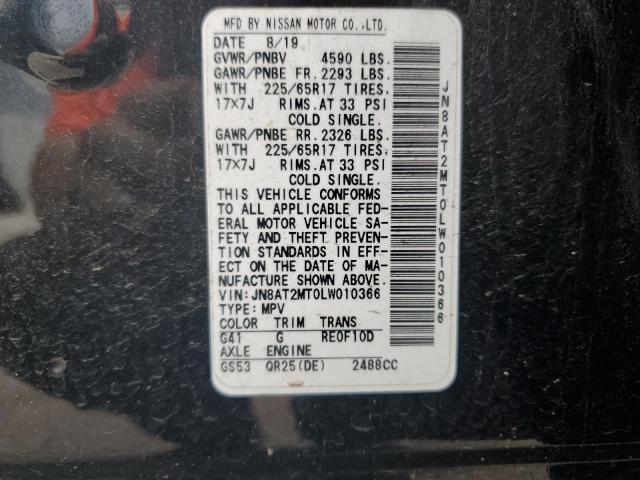 MFD BY NISSAN MOTOR CO.,LTD.
DATE 8/19
GVWR/PNBV 4590 LBS.
GAWR/PNBE FR. 2293 LBS.
WITH 225/65R17 TIRES,
17×7J RIMS. AT 33 PSI
COLD SINGLE.
GAWR/PNBE RR. 2326 LBS.
WITH 225/65R17 TIRES,
17×7J RIMS. AT 33 PSI
COLD SINGLE.
THIS VEHICLE CONFORMS
TO ALL APPLICABLE FED-
ERAL MOTOR VEHICLE SA-
FETY AND THEFT PREVEN-
TION STANDARDS IN EFF-
ECT ON THE DATE OF MA-
NUFACTURE SHOWN ABOVE.
VIN: JN8AT2MT0LW010366
TYPE: MPV
COLOR TRIM TRANS
G41 G RE0F10D
AXLE ENGINE
GS53 QR25(DE) 2488CC
JN8AT2MT0LW010366